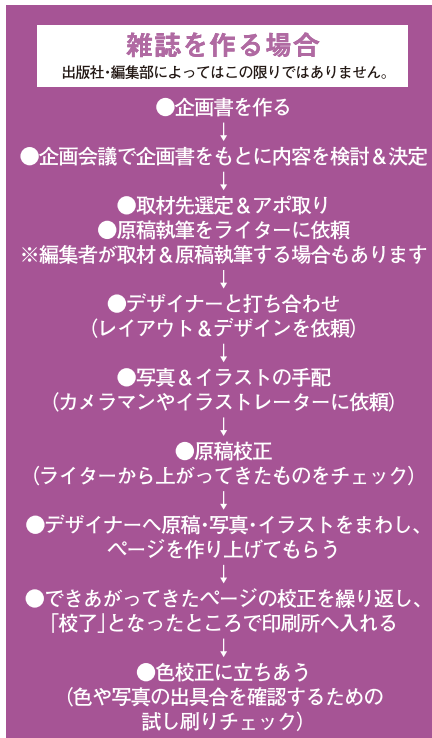 雑誌を作る場合
出版社・編集部によってはこの限りではありません。
●企画書を作る
↓
●企画会議で企画書をもとに内容を検討＆決定
↓
●取材先選定＆アポ取り
●原稿執筆をライターに依頼
※編集者が取材＆原稿執筆する場合もあります
↓
●デザイナーと打ち合わせ
（レイアウト＆デザインを依頼）
↓
●写真＆イラストの手配
（カメラマンやイラストレーターに依頼）
↓
●原稿校正
（ライターから上がってきたものをチェック）
↓
●デザイナーへ原稿・写真・イラストをまわし、
ページを作り上げてもらう
↓
●できあがってきたページの校正を繰り返し、
「校了」となったところで印刷所へ入れる
↓
●色校正に立ちあう
（色や写真の出具合を確認するための
試し刷りチェック）